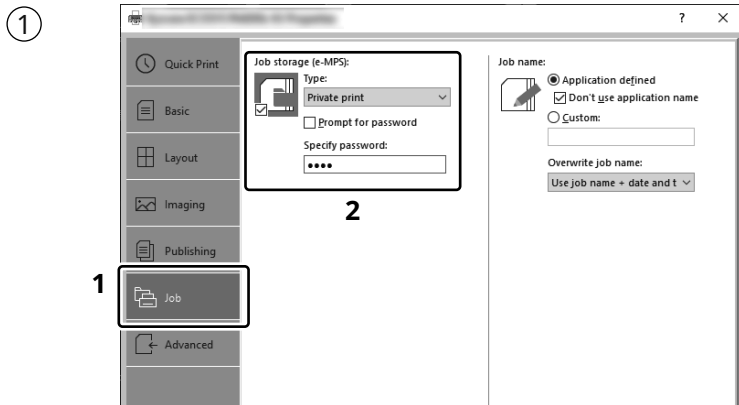 1
? ×
Quick Print
Basic
Layout
Imaging
Publishing
1
Job
Advanced
Job storage (e-MPS):
Type:
Private print
Prompt for password
Specify password:
••••
2
Job name:
Application defined
Don't use application name
Custom:
Overwrite job name:
Use job name + date and t